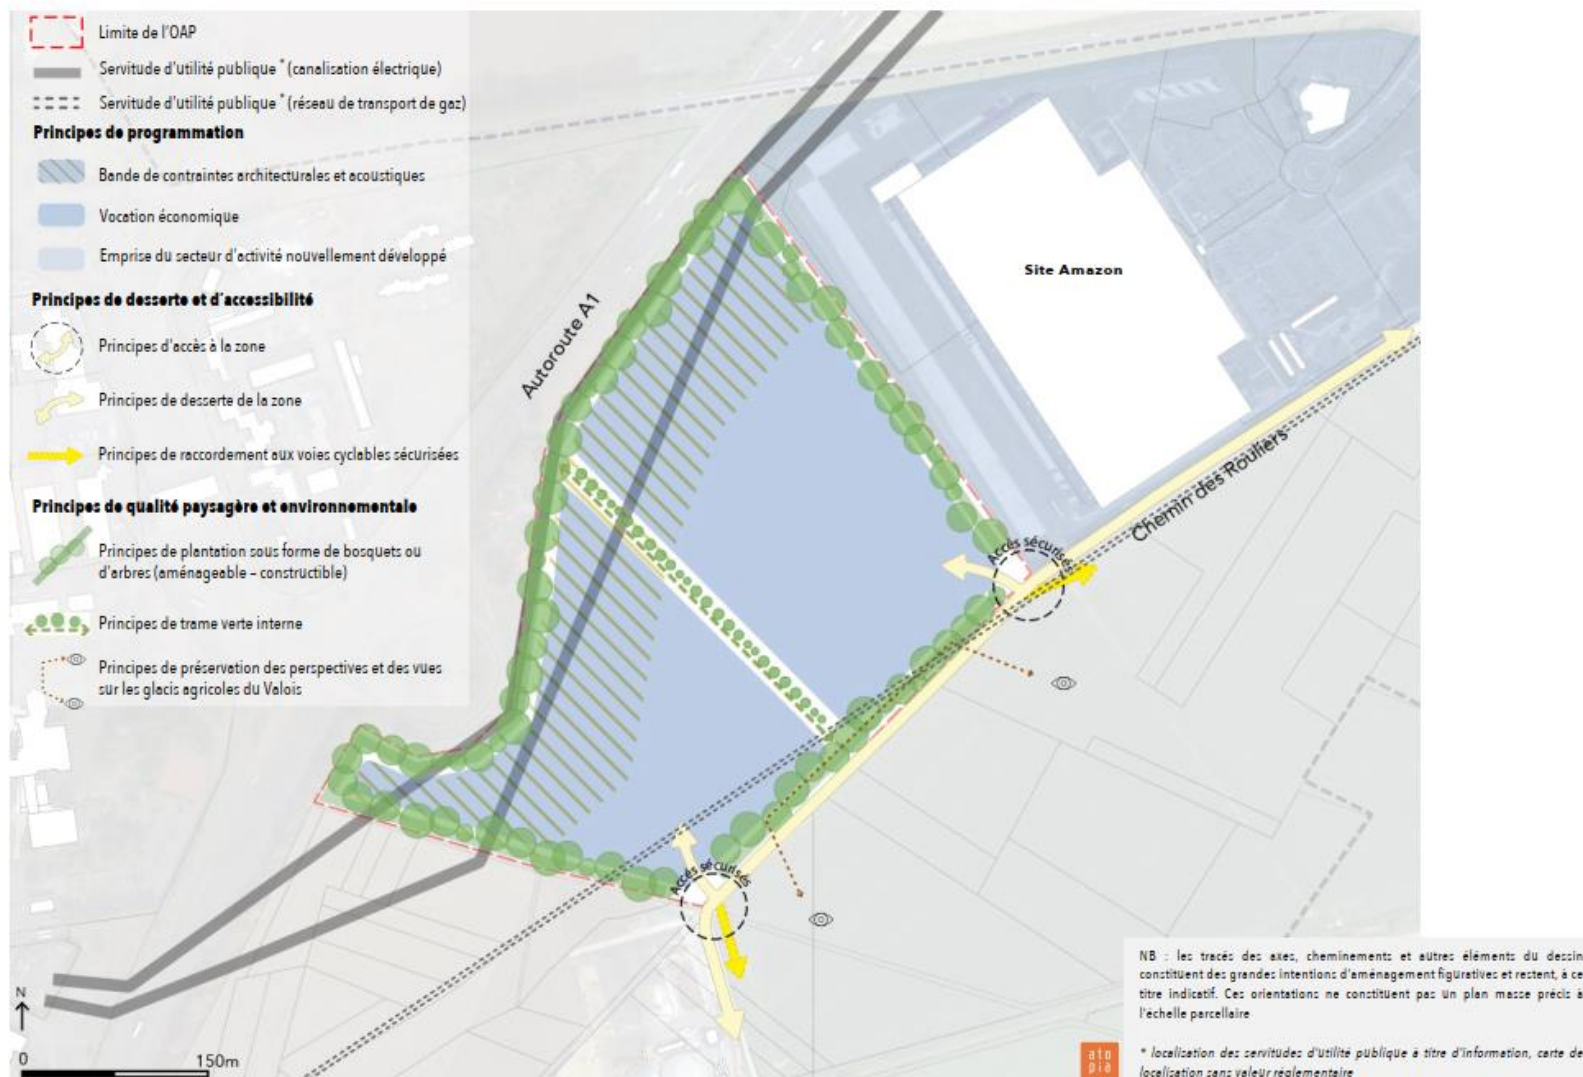 Limite de l'OAP
Servitude d'utilité publique * (canalisation électrique)
Servitude d'utilité publique * (réseau de transport de gaz)
Principes de programmation
Bande de contraintes architecturales et acoustiques
Vocation économique
Emprise du secteur d'activité nouvellement développé
Principes de desserte et d'accessibilité
Principes d'accès à la zone
Principes de desserte de la zone
Principes de raccordement aux voies cyclables sécurisées
Principes de qualité paysagère et environnementale
Principes de plantation sous forme de bosquets ou
d'arbres (aménageable – constructible)
Principes de trame verte interne
Principes de préservation des perspectives et des vues
sur les glacis agricoles du Valois
Autoroute A1
Site Amazon
Chemin des Rouliers
Accès sécurisés
Accès sécurisés
N
0
150m
NB : les tracés des axes, cheminements et autres éléments du dessin
constituent des grandes intentions d'aménagement figuratives et restent, à ce
titre indicatif. Ces orientations ne constituent pas un plan masse précis à
l'échelle parcellaire
* localisation des servitudes d'utilité publique à titre d'information, carte de
localisation sans valeur réglementaire
ato
pia